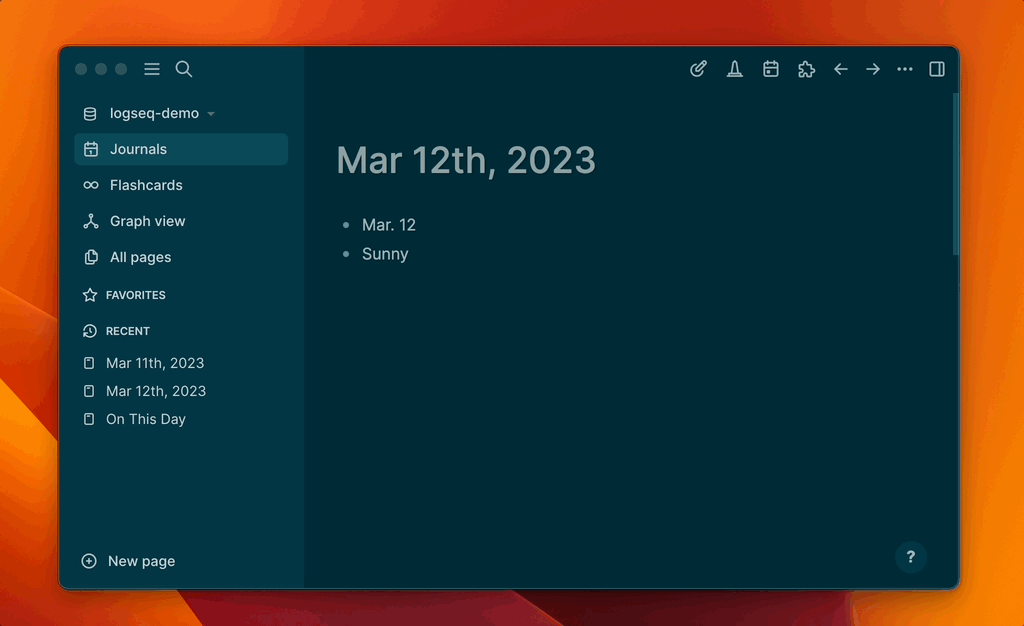 logseq-demo
Journals
Flashcards
Graph view
All pages
FAVORITES
RECENT
Mar 11th, 2023
Mar 12th, 2023
On This Day
New page
Mar 12th, 2023
Mar. 12
Sunny
?